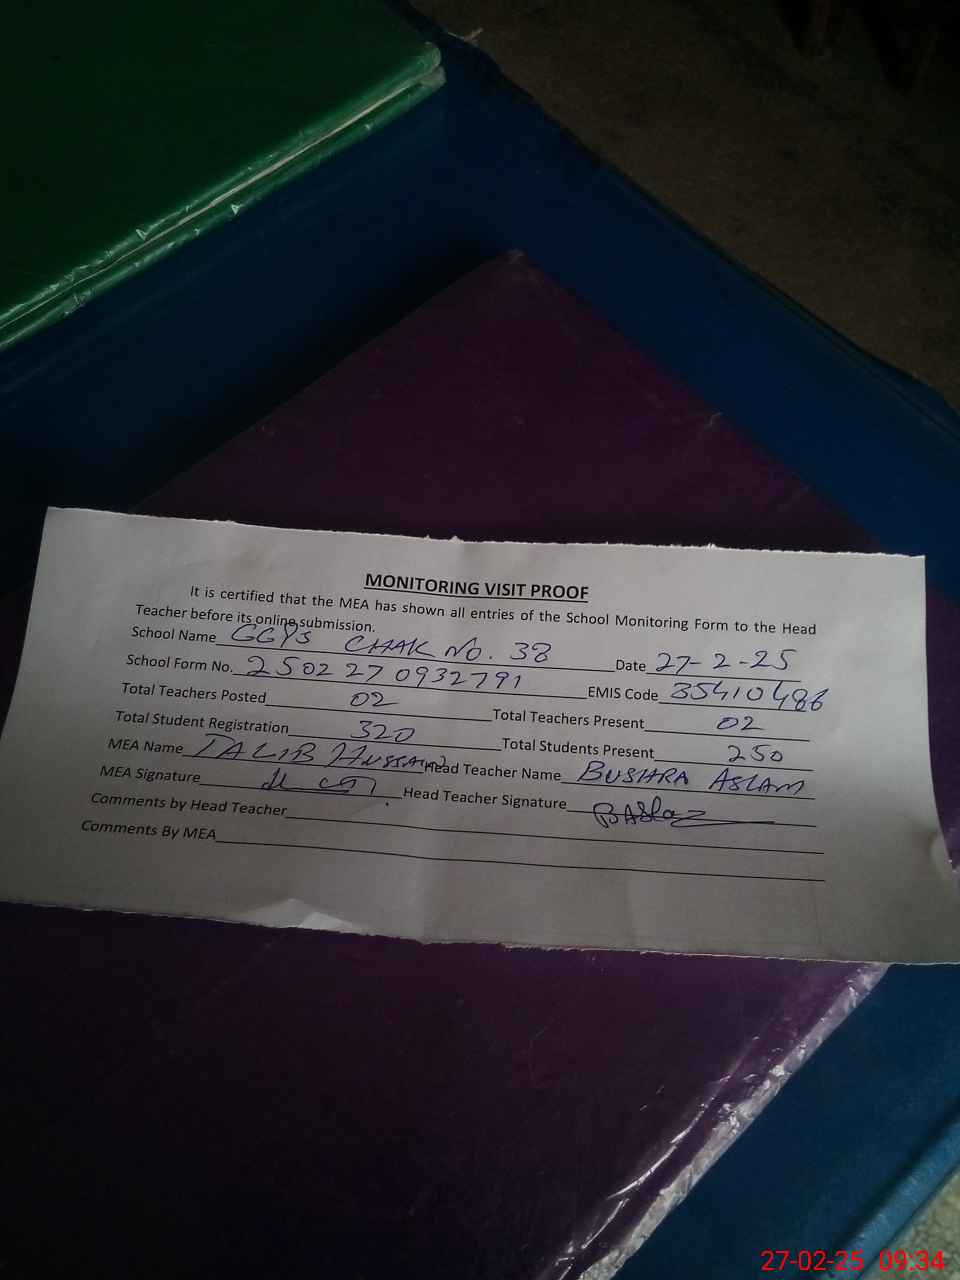 MONITORING VISIT PROOF
It is certified that the MEA has shown all entries of the School Monitoring Form to the Head
Teacher before its online submission.
School Name GGPS CHAK No. 38 Date 27-2-25
School Form No. 2502270932791 EMIS Code 35410486
Total Teachers Posted 02 Total Teachers Present 02
Total Student Registration 320 Total Students Present 250
MEA Name TALIB HUSSAIN Head Teacher Name BUSHRA ASLAM
MEA Signature Head Teacher Signature BAslam
Comments by Head Teacher
Comments By MEA
27-02-25 09:34